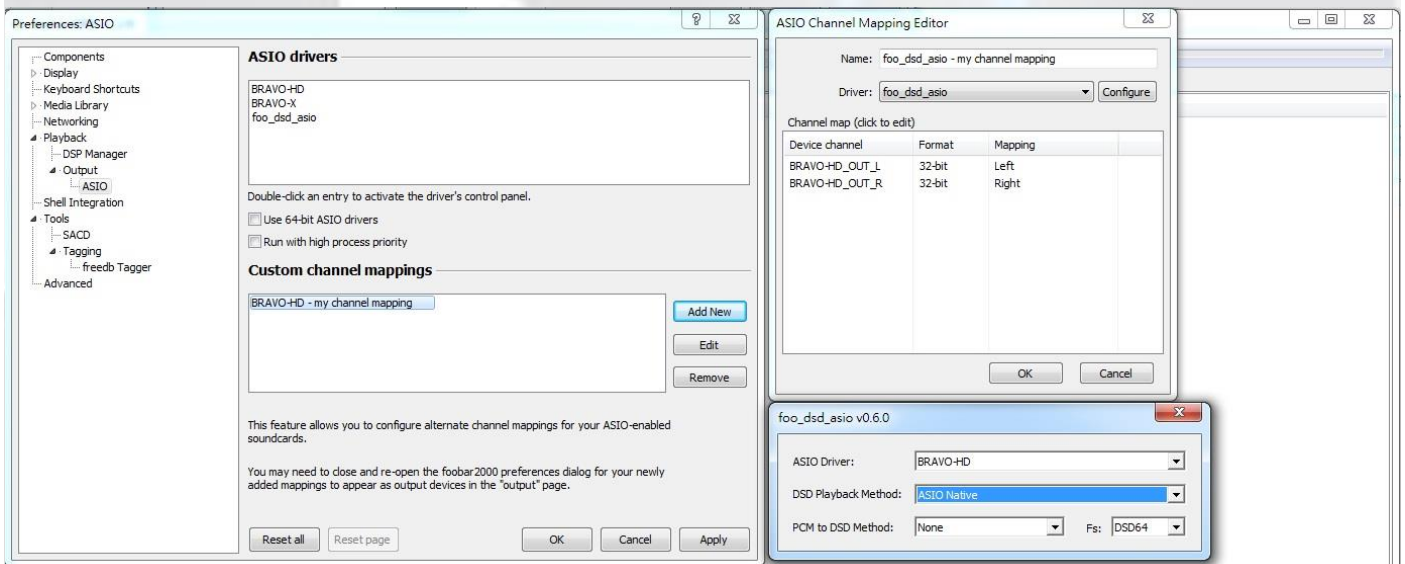 Preferences: ASIO
Components
Display
Keyboard Shortcuts
Media Library
Networking
Playback
DSP Manager
Output
ASIO
Shell Integration
Tools
SACD
Tagging
freedb Tagger
Advanced
ASIO drivers
BRAVO-HD
BRAVO-X
foo_dsd_asio
Double-click an entry to activate the driver's control panel.
Use 64-bit ASIO drivers
Run with high process priority
Custom channel mappings
BRAVO-HD - my channel mapping
Add New
Edit
Remove
This feature allows you to configure alternate channel mappings for your ASIO-enabled
soundcards.
You may need to close and re-open the foobar2000 preferences dialog for your newly
added mappings to appear as output devices in the "output" page.
Reset all
Reset page
OK
Cancel
Apply
ASIO Channel Mapping Editor
Name: foo_dsd_asio - my channel mapping
Driver: foo_dsd_asio Configure
Channel map (click to edit)
Device channel Format Mapping
BRAVO-HD_OUT_L 32-bit Left
BRAVO-HD_OUT_R 32-bit Right
OK Cancel
foo_dsd_asio v0.6.0
ASIO Driver: BRAVO-HD
DSD Playback Method: ASIO Native
PCM to DSD Method: None Fs: DSD64